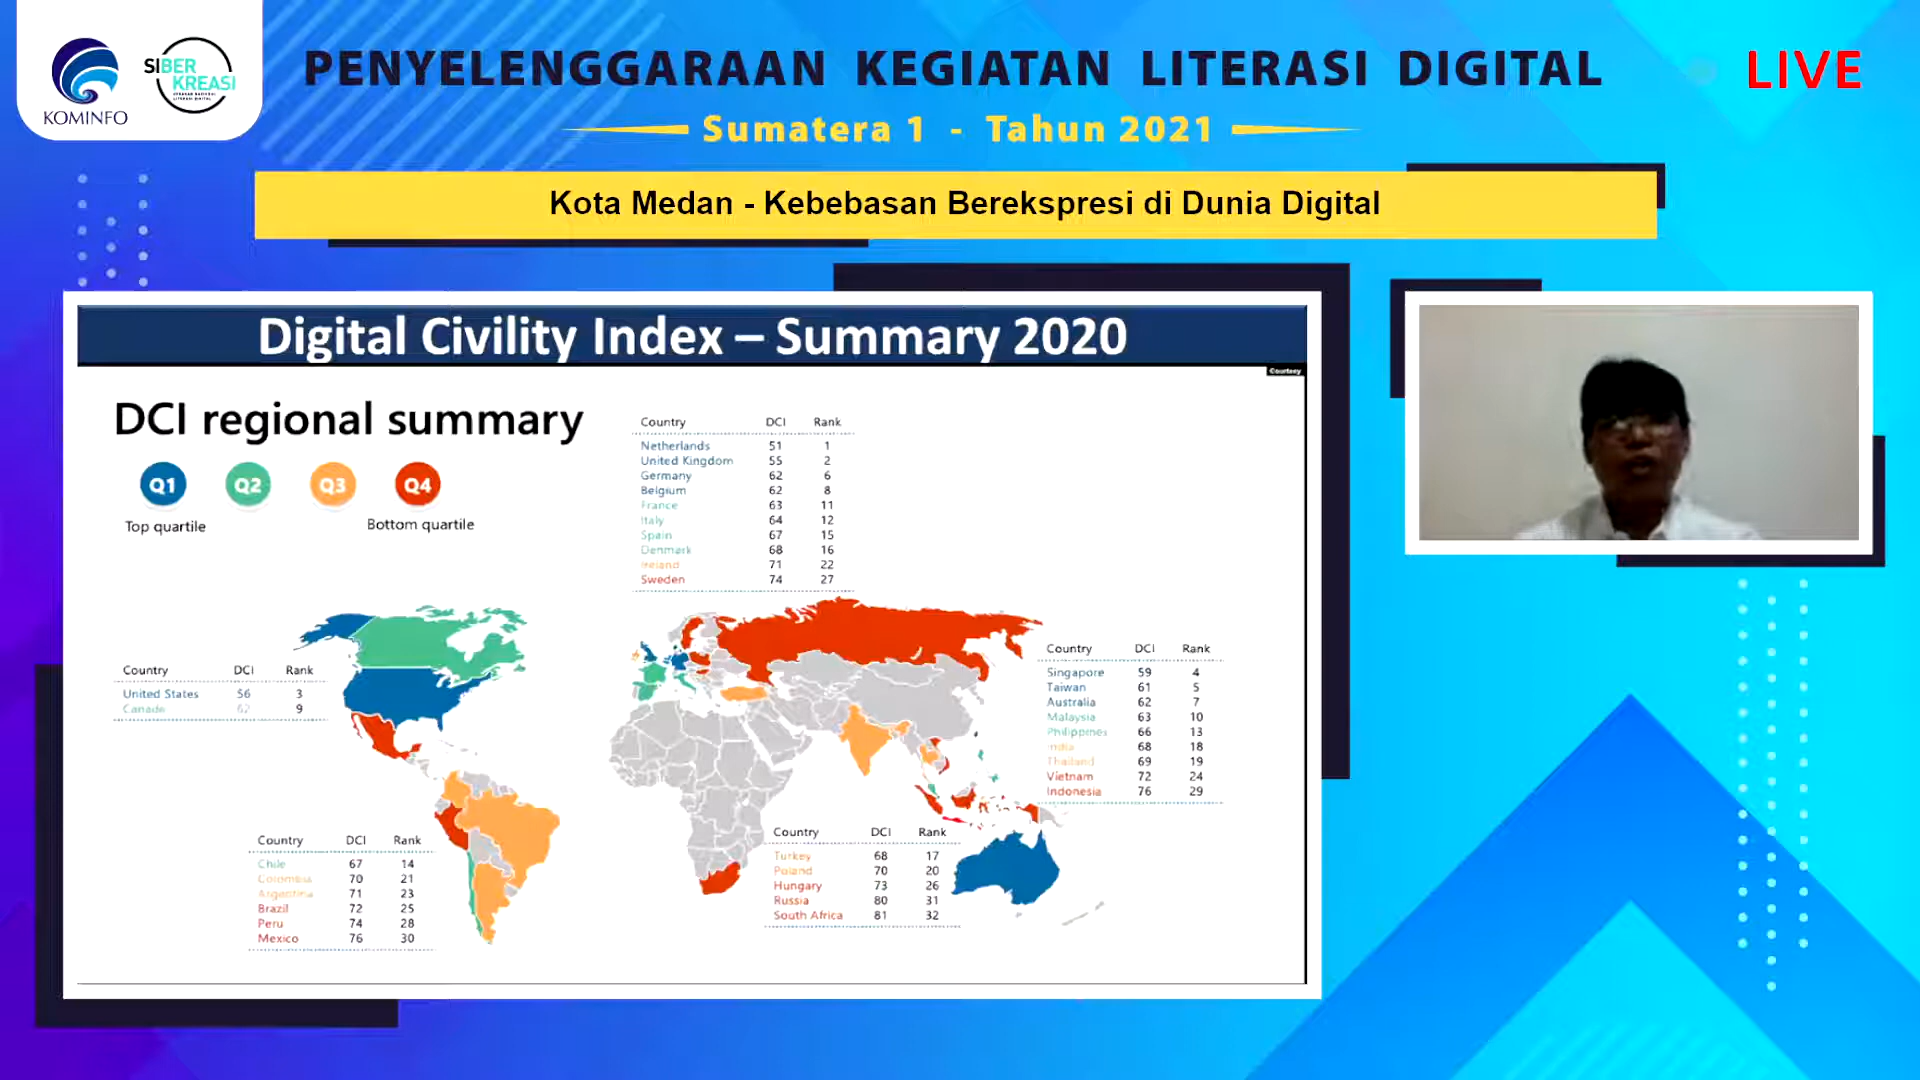 KOMINFO
SIBER
KREASI
PENYELENGGARAAN KEGIATAN LITERASI DIGITAL
LIVE
Sumatera 1 - Tahun 2021
Kota Medan - Kebebasan Berekspresi di Dunia Digital
Digital Civility Index – Summary 2020
Courtesy
DCI regional summary
Q1 Q2 Q3 Q4
Top quartile
Bottom quartile
Country DCI Rank
Netherlands 51 1
United Kingdom 55 2
Germany 62 6
Belgium 62 8
France 63 11
Italy 64 12
Spain 67 15
Denmark 68 16
Ireland 71 22
Sweden 74 27
Country DCI Rank
United States 56 3
Canada 62 9
Country DCI Rank
Singapore 59 4
Taiwan 61 5
Australia 62 7
Malaysia 63 10
Philippines 66 13
India 68 18
Thailand 69 19
Vietnam 72 24
Indonesia 76 29
Country DCI Rank
Chile 67 14
Colombia 70 21
Argentina 71 23
Brazil 72 25
Peru 74 28
Mexico 76 30
Country DCI Rank
Turkey 68 17
Poland 70 20
Hungary 73 26
Russia 80 31
South Africa 81 32